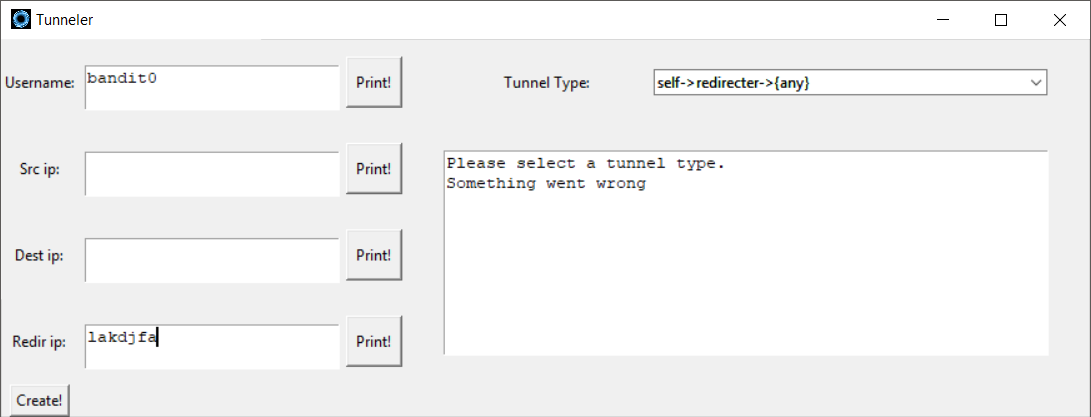 Tunneler
Username:
bandit0
Print!
Tunnel Type:
self->redirecter->{any}
Src ip:
Print!
Please select a tunnel type.
Something went wrong
Dest ip:
Print!
Redir ip:
lakdjfa
Print!
Create!